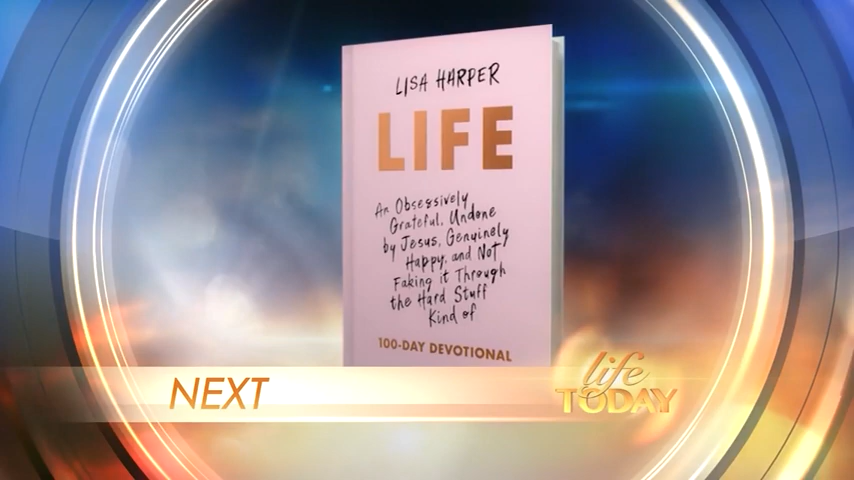 LISA HARPER
LIFE
An Obsessively
Grateful, Undone
by Jesus, Genuinely
Happy, and Not
Faking it Through
the Hard Stuff
Kind of
100-DAY DEVOTIONAL
NEXT
life
TODAY